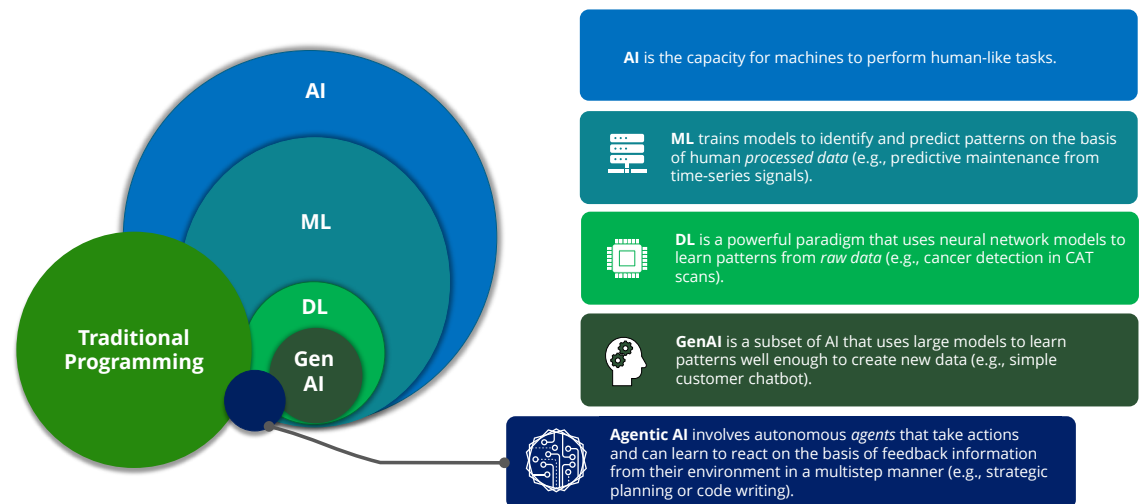 AI
ML
DL
Gen
AI
Traditional
Programming
AI is the capacity for machines to perform human-like tasks.
ML trains models to identify and predict patterns on the basis
of human processed data (e.g., predictive maintenance from
time-series signals).
DL is a powerful paradigm that uses neural network models to
learn patterns from raw data (e.g., cancer detection in CAT
scans).
GenAI is a subset of AI that uses large models to learn
patterns well enough to create new data (e.g., simple
customer chatbot).
Agentic AI involves autonomous agents that take actions
and can learn to react on the basis of feedback information
from their environment in a multistep manner (e.g., strategic
planning or code writing).